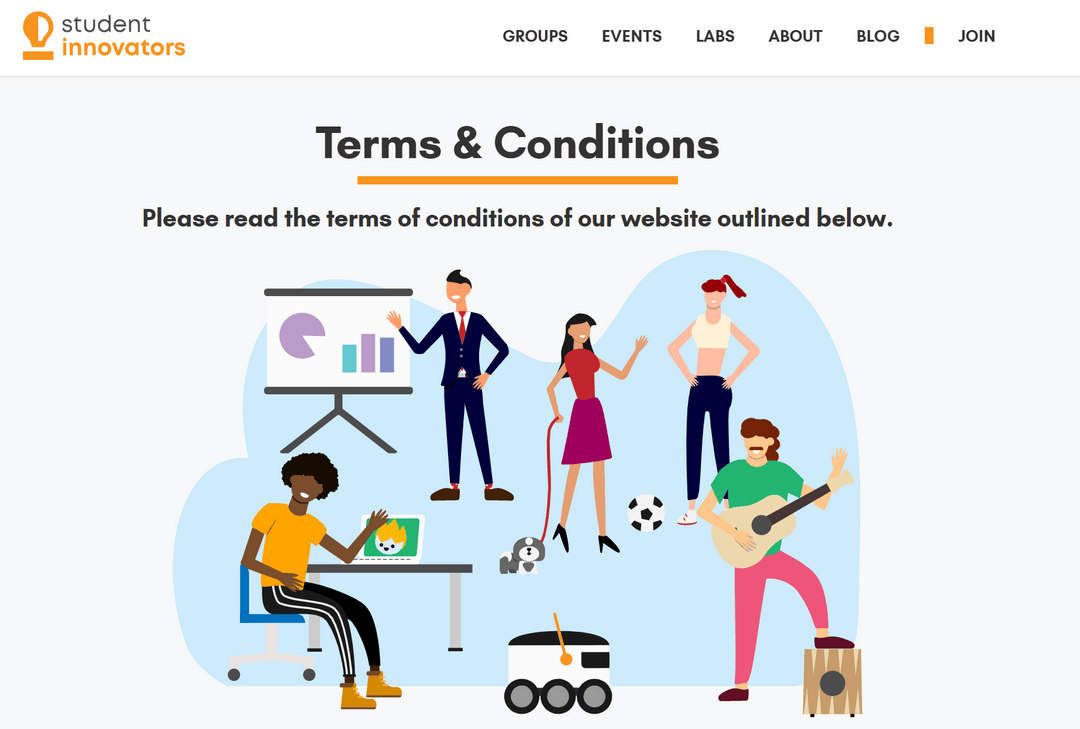 student
innovators
GROUPS EVENTS LABS ABOUT BLOG JOIN
Terms & Conditions
Please read the terms of conditions of our website outlined below.